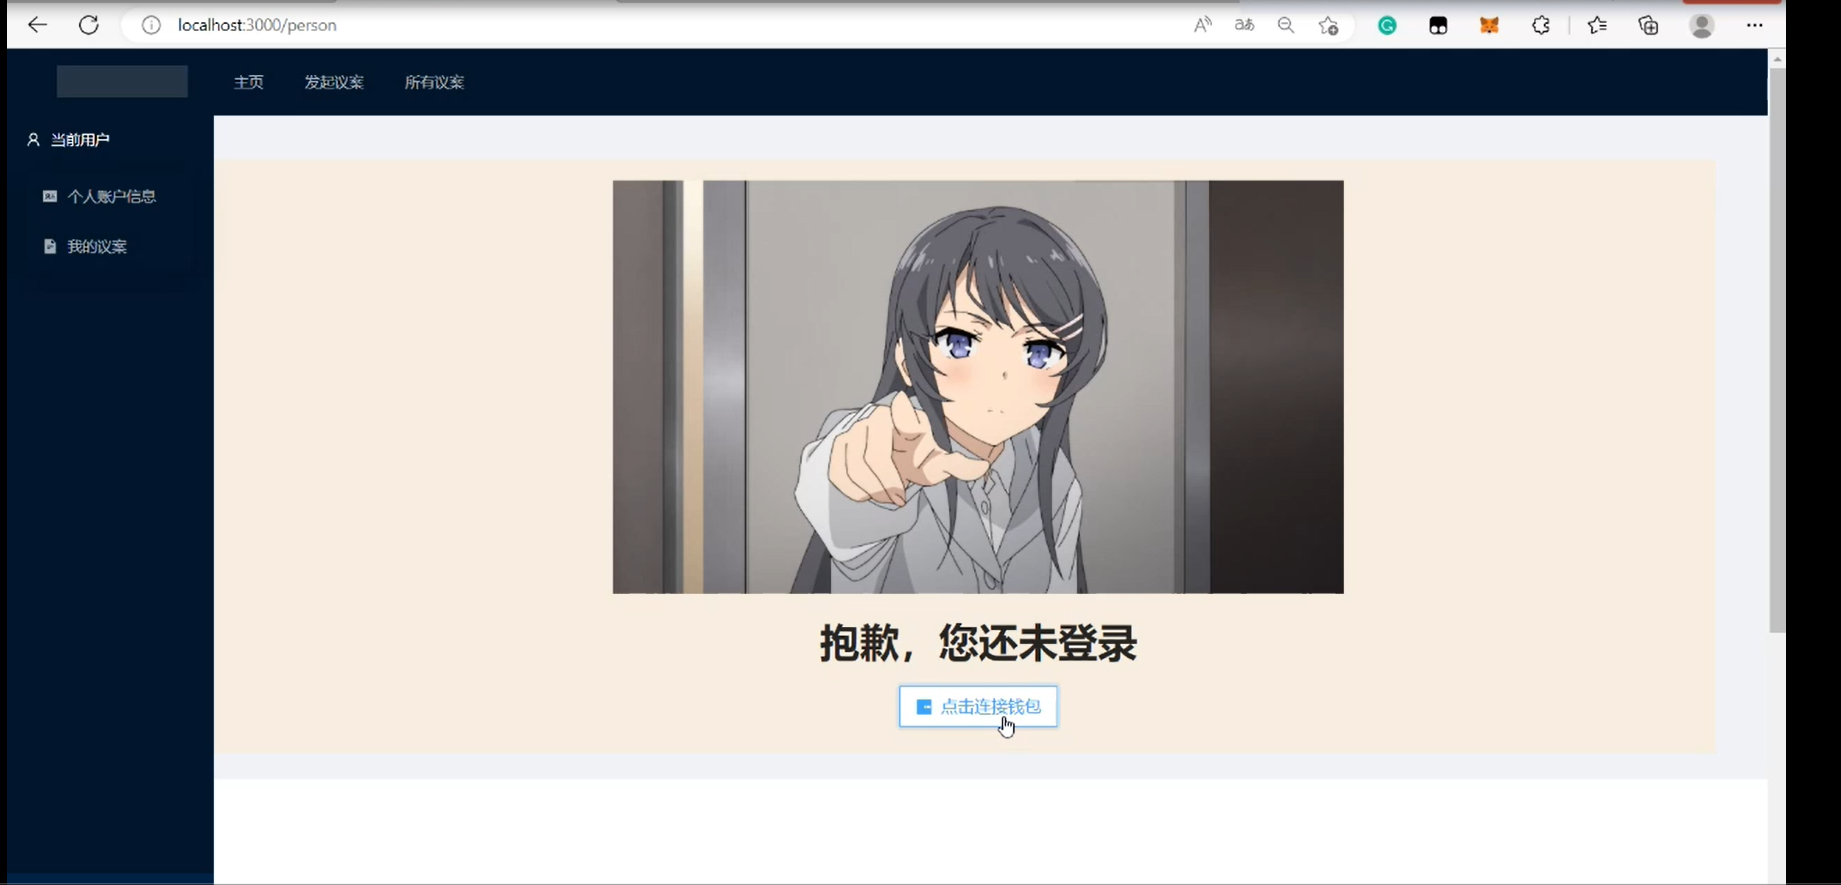 localhost:3000/person
主页 发起议案 所有议案
当前用户
个人账户信息
我的议案
抱歉，您还未登录
点击连接钱包